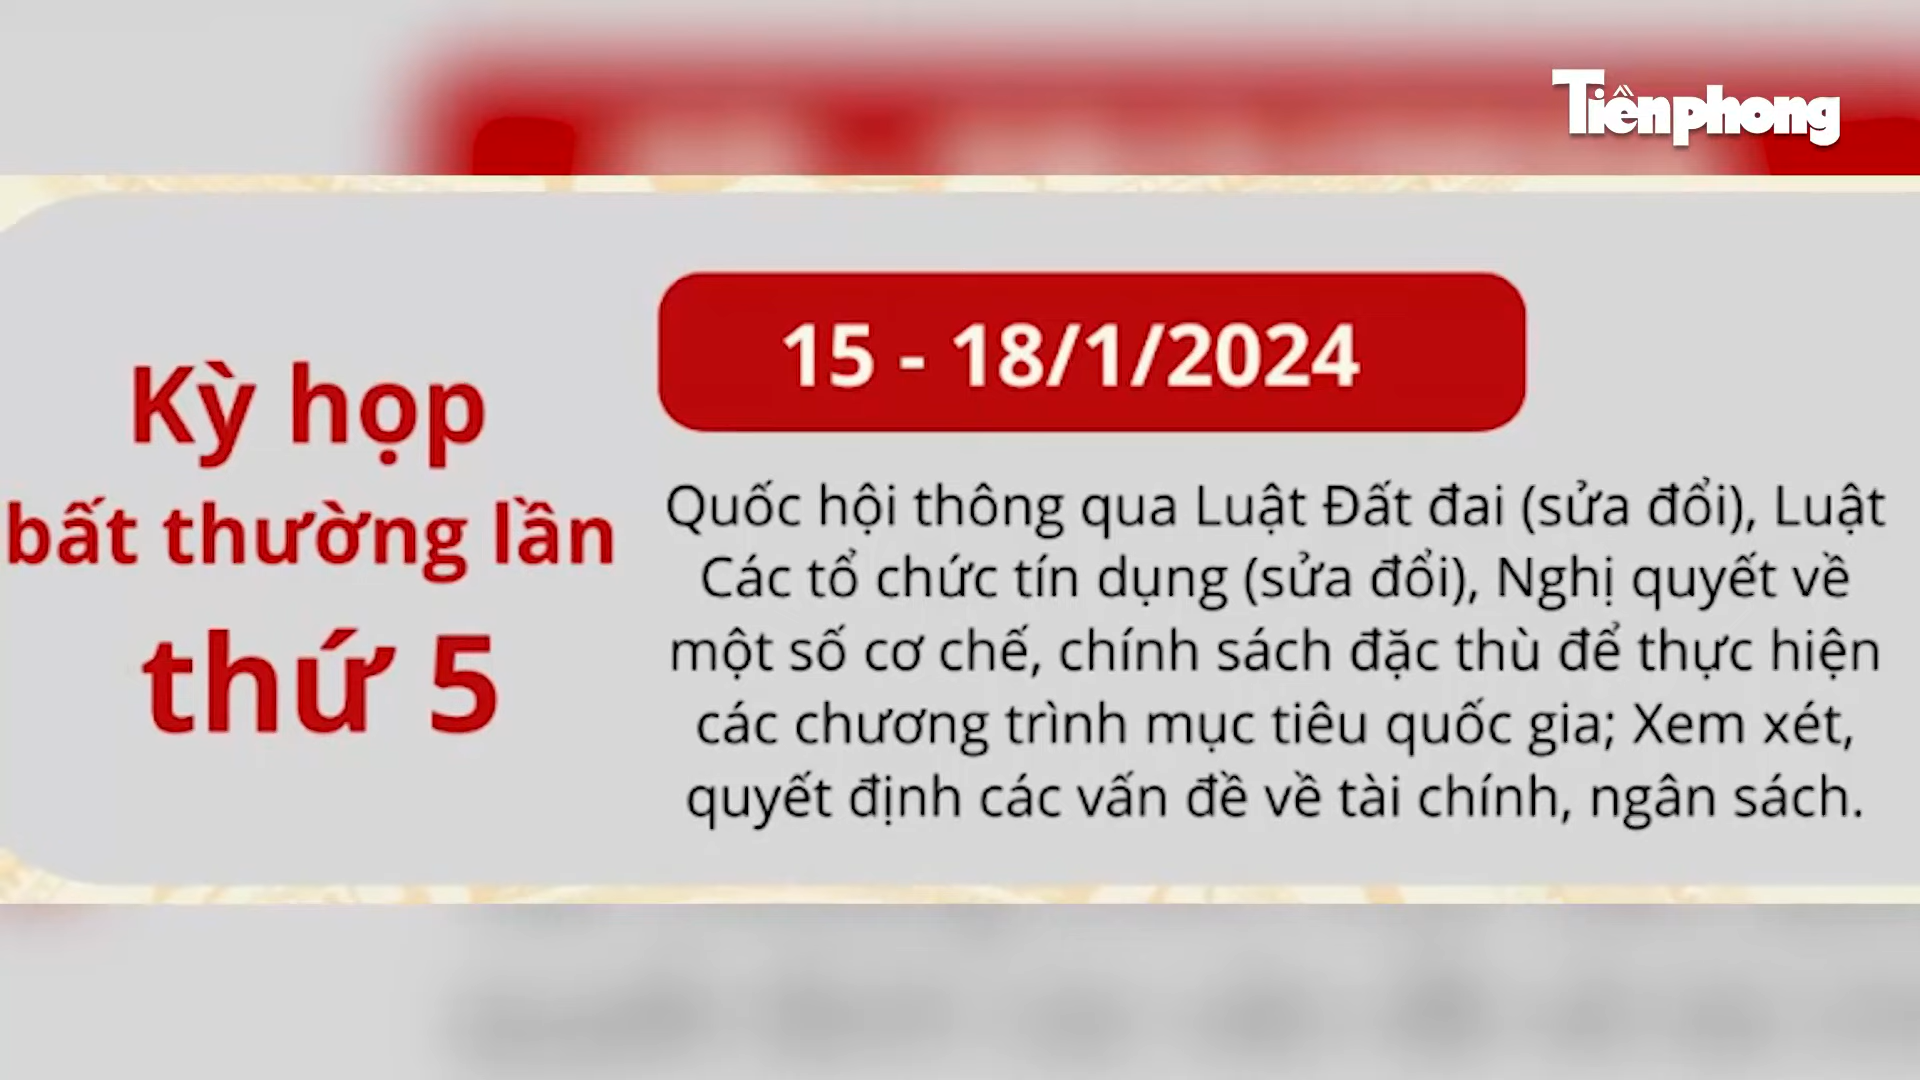 Tiềnphong
Kỳ họp
bất thường lần
thứ 5
15 - 18/1/2024
Quốc hội thông qua Luật Đất đai (sửa đổi), Luật
Các tổ chức tín dụng (sửa đổi), Nghị quyết về
một số cơ chế, chính sách đặc thù để thực hiện
các chương trình mục tiêu quốc gia; Xem xét,
quyết định các vấn đề về tài chính, ngân sách.